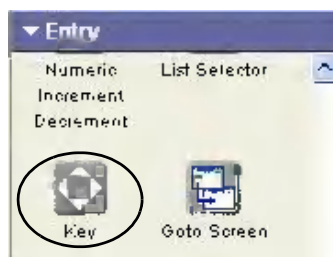 Entry
Numeric List Selector
Increment
Decrement
Key Goto Screen